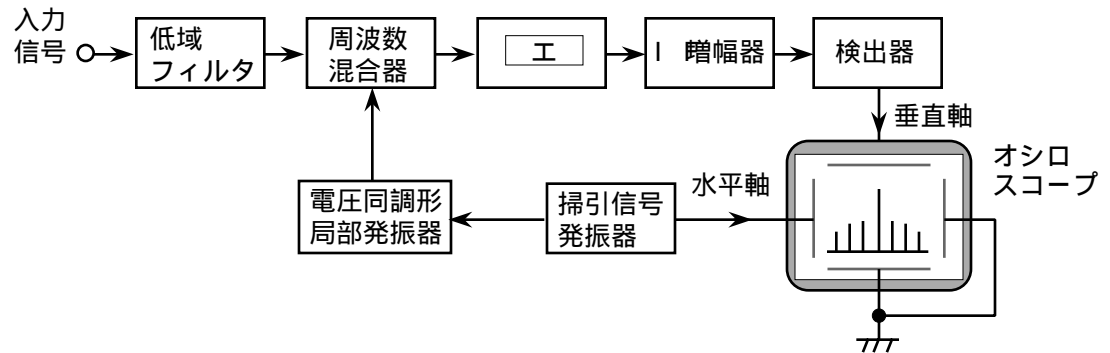 入力
信号
低域
フィルタ
周波数
混合器
エ
I 増幅器
検出器
垂直軸
オシロ
スコープ
水平軸
電圧同調形
局部発振器
掃引信号
発振器